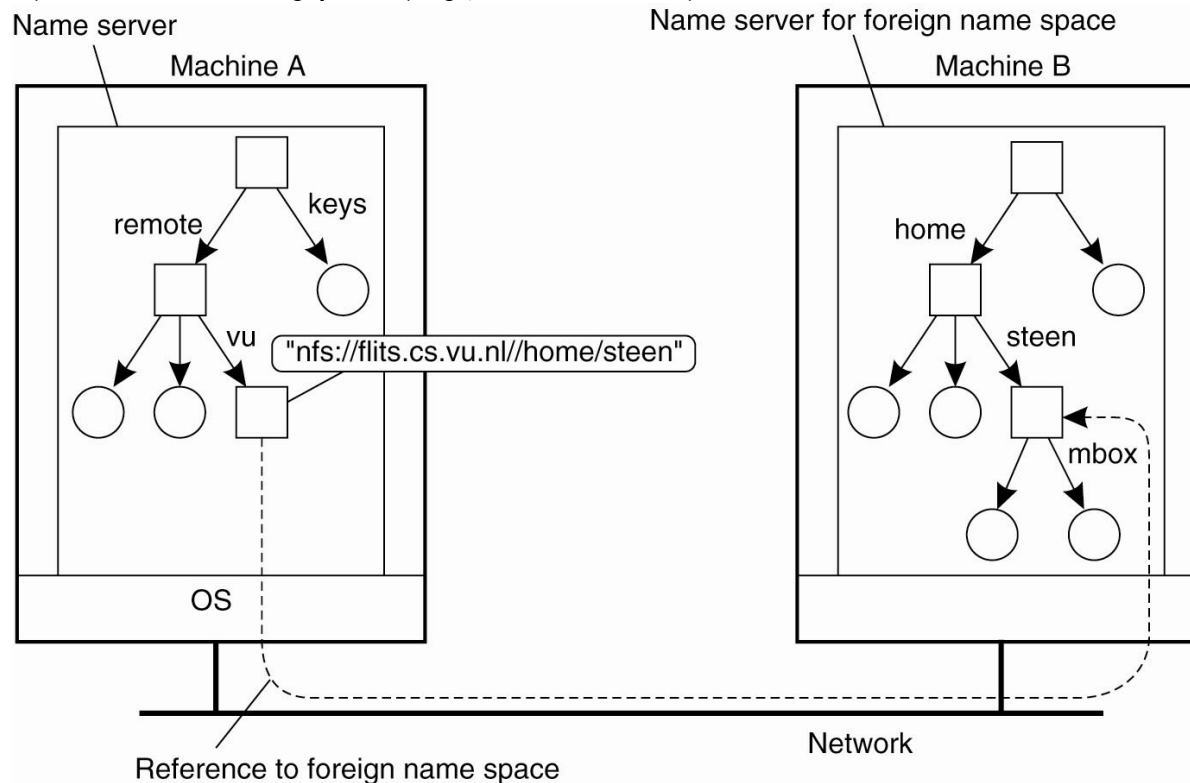 Name server
Name server for foreign name space
Machine A
Machine B
remote
keys
home
vu
"nfs://flits.cs.vu.nl//home/steen"
steen
mbox
OS
Network
Reference to foreign name space